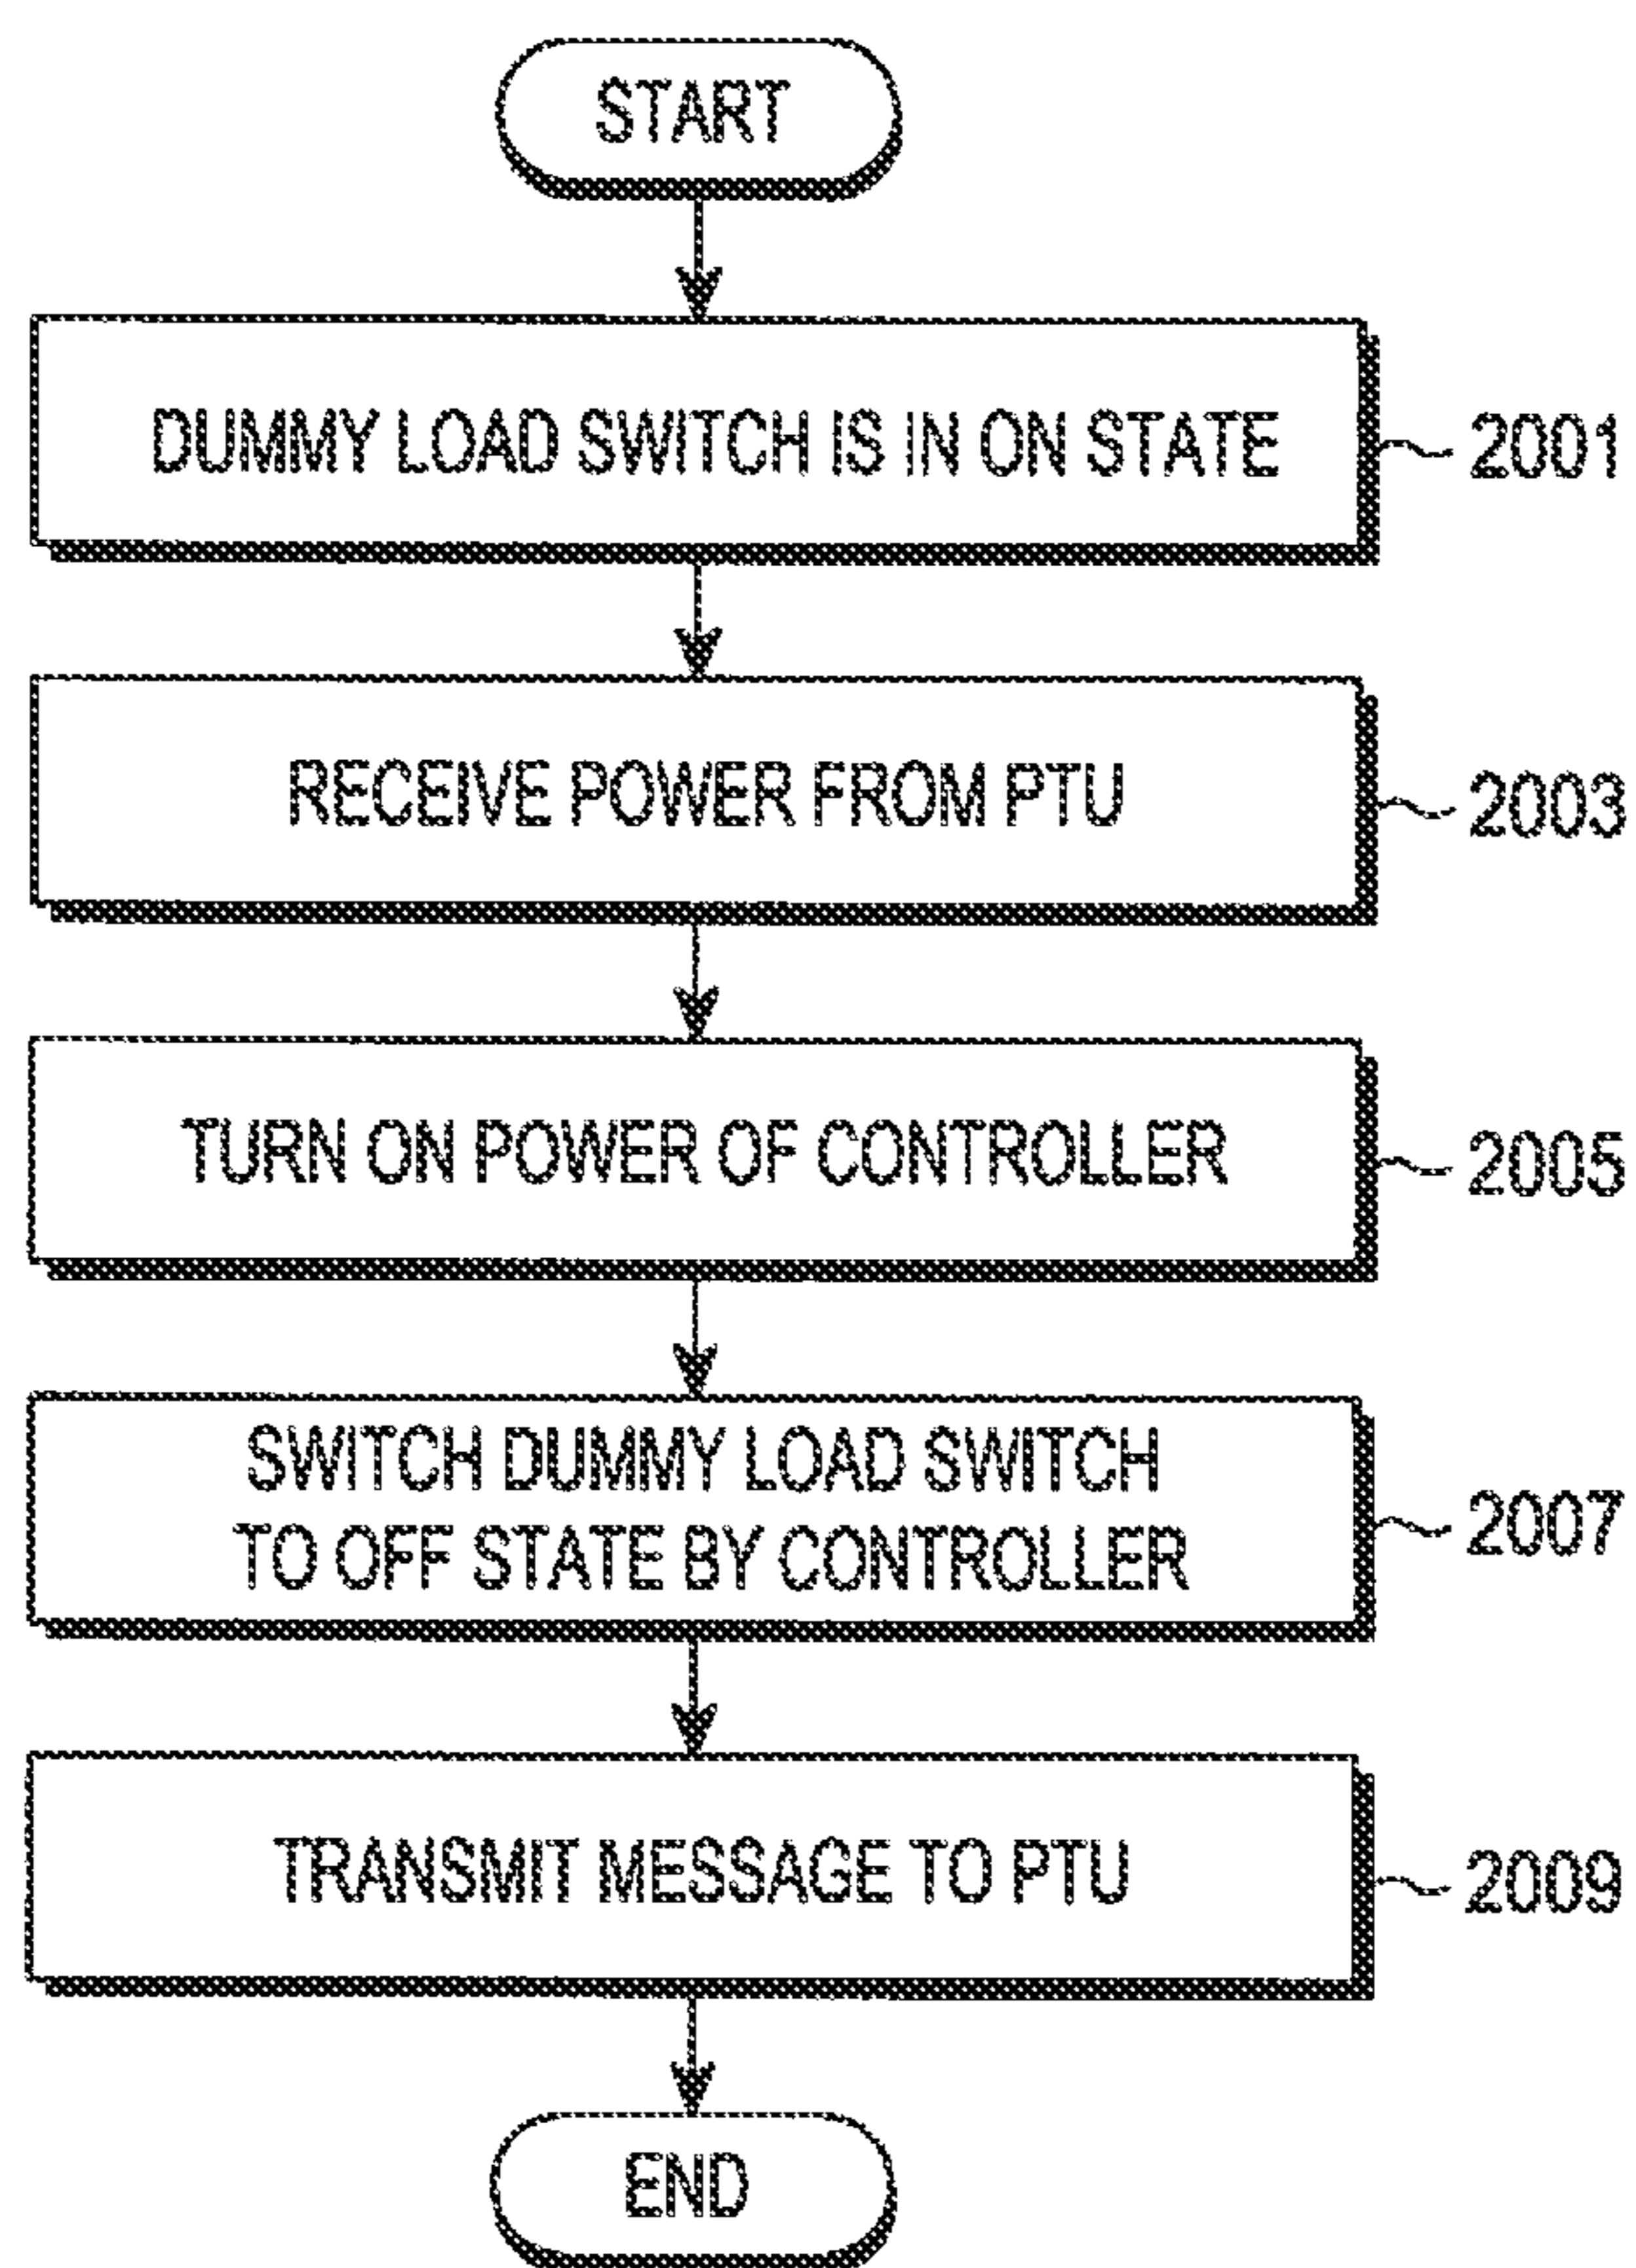 START
DUMMY LOAD SWITCH IS IN ON STATE
2001
RECEIVE POWER FROM PTU
2003
TURN ON POWER OF CONTROLLER
2005
SWITCH DUMMY LOAD SWITCH
TO OFF STATE BY CONTROLLER
2007
TRANSMIT MESSAGE TO PTU
2009
END